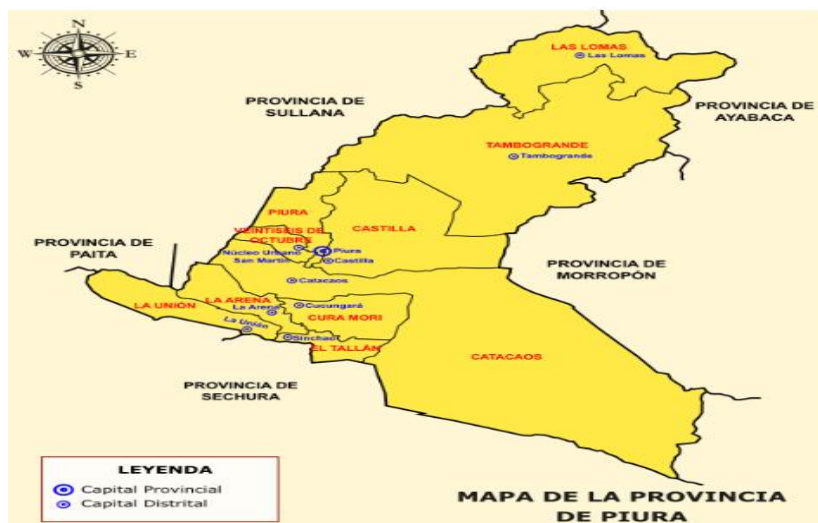 N
W
E
S
LAS LOMAS
Las Lomas
PROVINCIA DE
SULLANA
PROVINCIA DE
AYABACA
TAMBOGRANDE
Tambogrande
PIURA
CASTILLA
VEINTISEIS DE
OCTUBRE
PROVINCIA DE
PAITA
Núcleo Urbano
San Martín
Piura
Castilla
PROVINCIA DE
MORROPÓN
Catacaos
LA UNIÓN
LA ARENA
La Arena
Cucungará
CURA MORI
La Unión
Sinchao
EL TALLÁN
CATACAOS
PROVINCIA DE
SECHURA
LEYENDA
Capital Provincial
Capital Distrital
MAPA DE LA PROVINCIA
DE PIURA